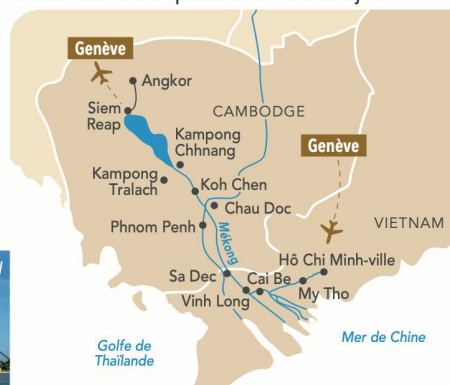 Genève
Angkor
Siem
Reap
CAMBODGE
Kampong
Chhnang
Genève
Kampong
Tralach
Koh Chen
Chau Doc
Phnom Penh
VIETNAM
Mékong
Hô Chi Minh-ville
Sa Dec
Cai Be
Vinh Long
My Tho
Golfe de
Thaïlande
Mer de Chine